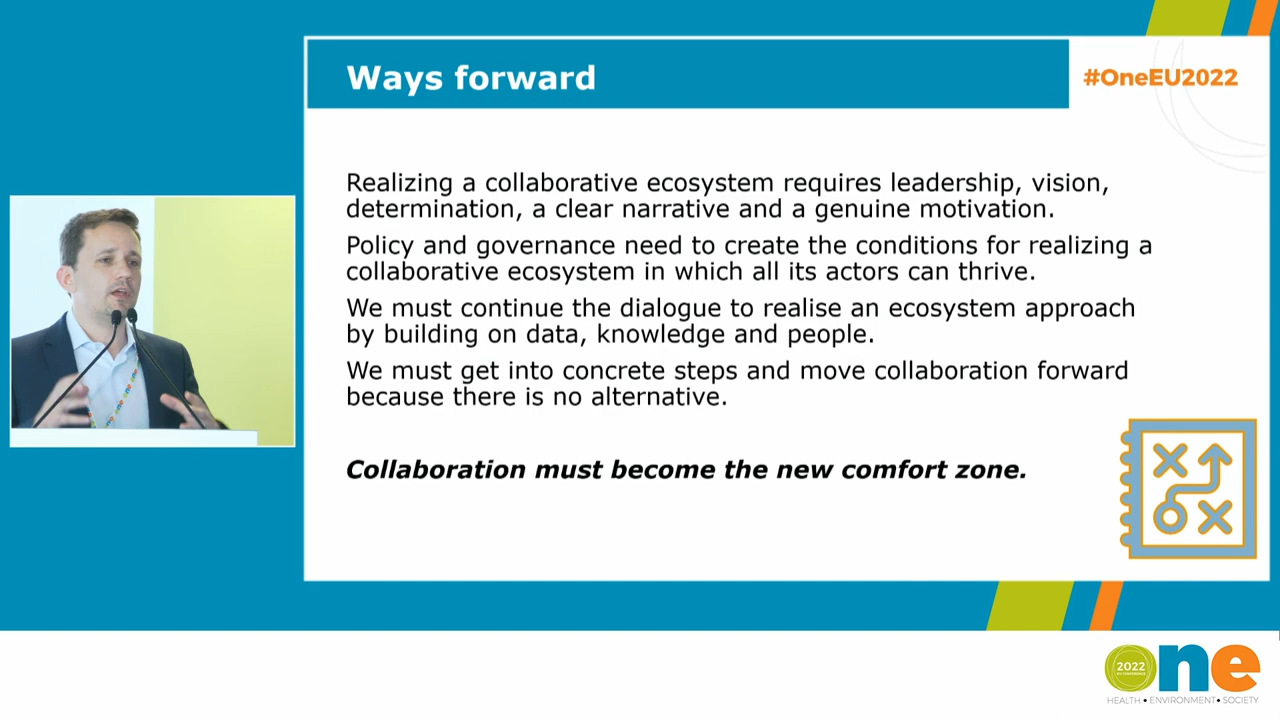 Ways forward
#OneEU2022
Realizing a collaborative ecosystem requires leadership, vision,
determination, a clear narrative and a genuine motivation.
Policy and governance need to create the conditions for realizing a
collaborative ecosystem in which all its actors can thrive.
We must continue the dialogue to realise an ecosystem approach
by building on data, knowledge and people.
We must get into concrete steps and move collaboration forward
because there is no alternative.
Collaboration must become the new comfort zone.
2022
EU CONFERENCE
one
HEALTH • ENVIRONMENT • SOCIETY